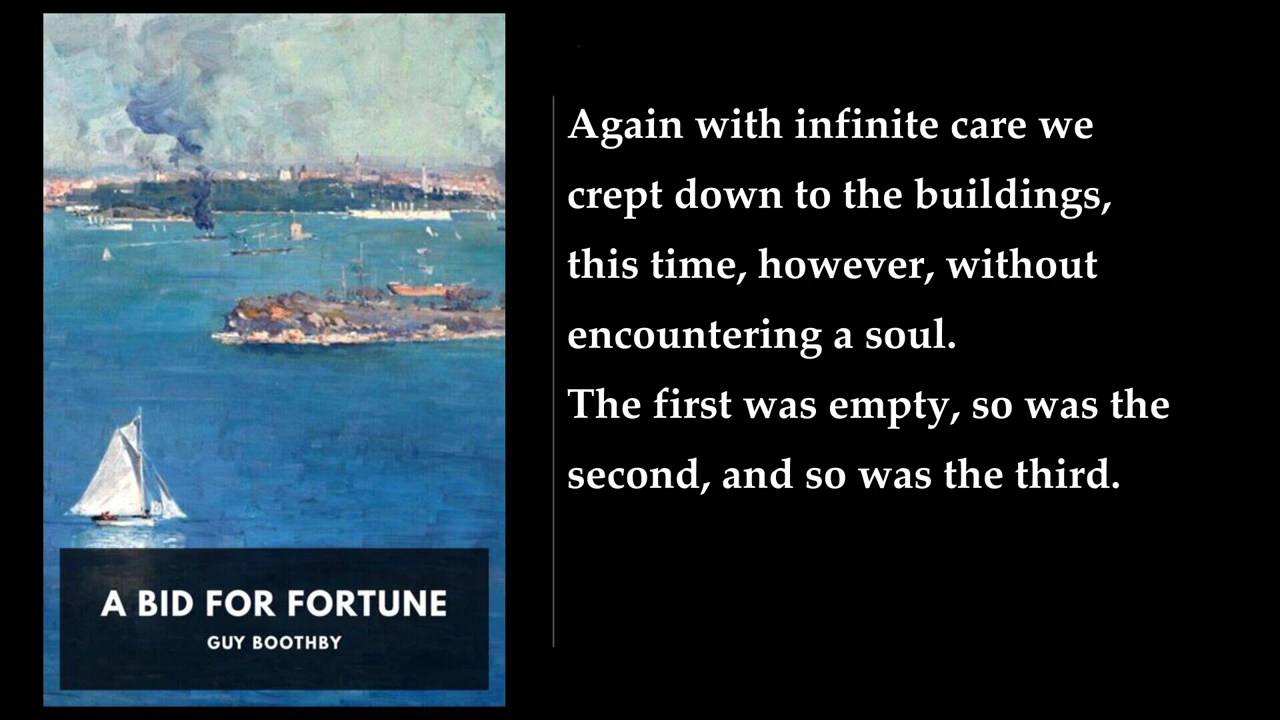 A BID FOR FORTUNE
GUY BOOTHBY
Again with infinite care we
crept down to the buildings,
this time, however, without
encountering a soul.
The first was empty, so was the
second, and so was the third.